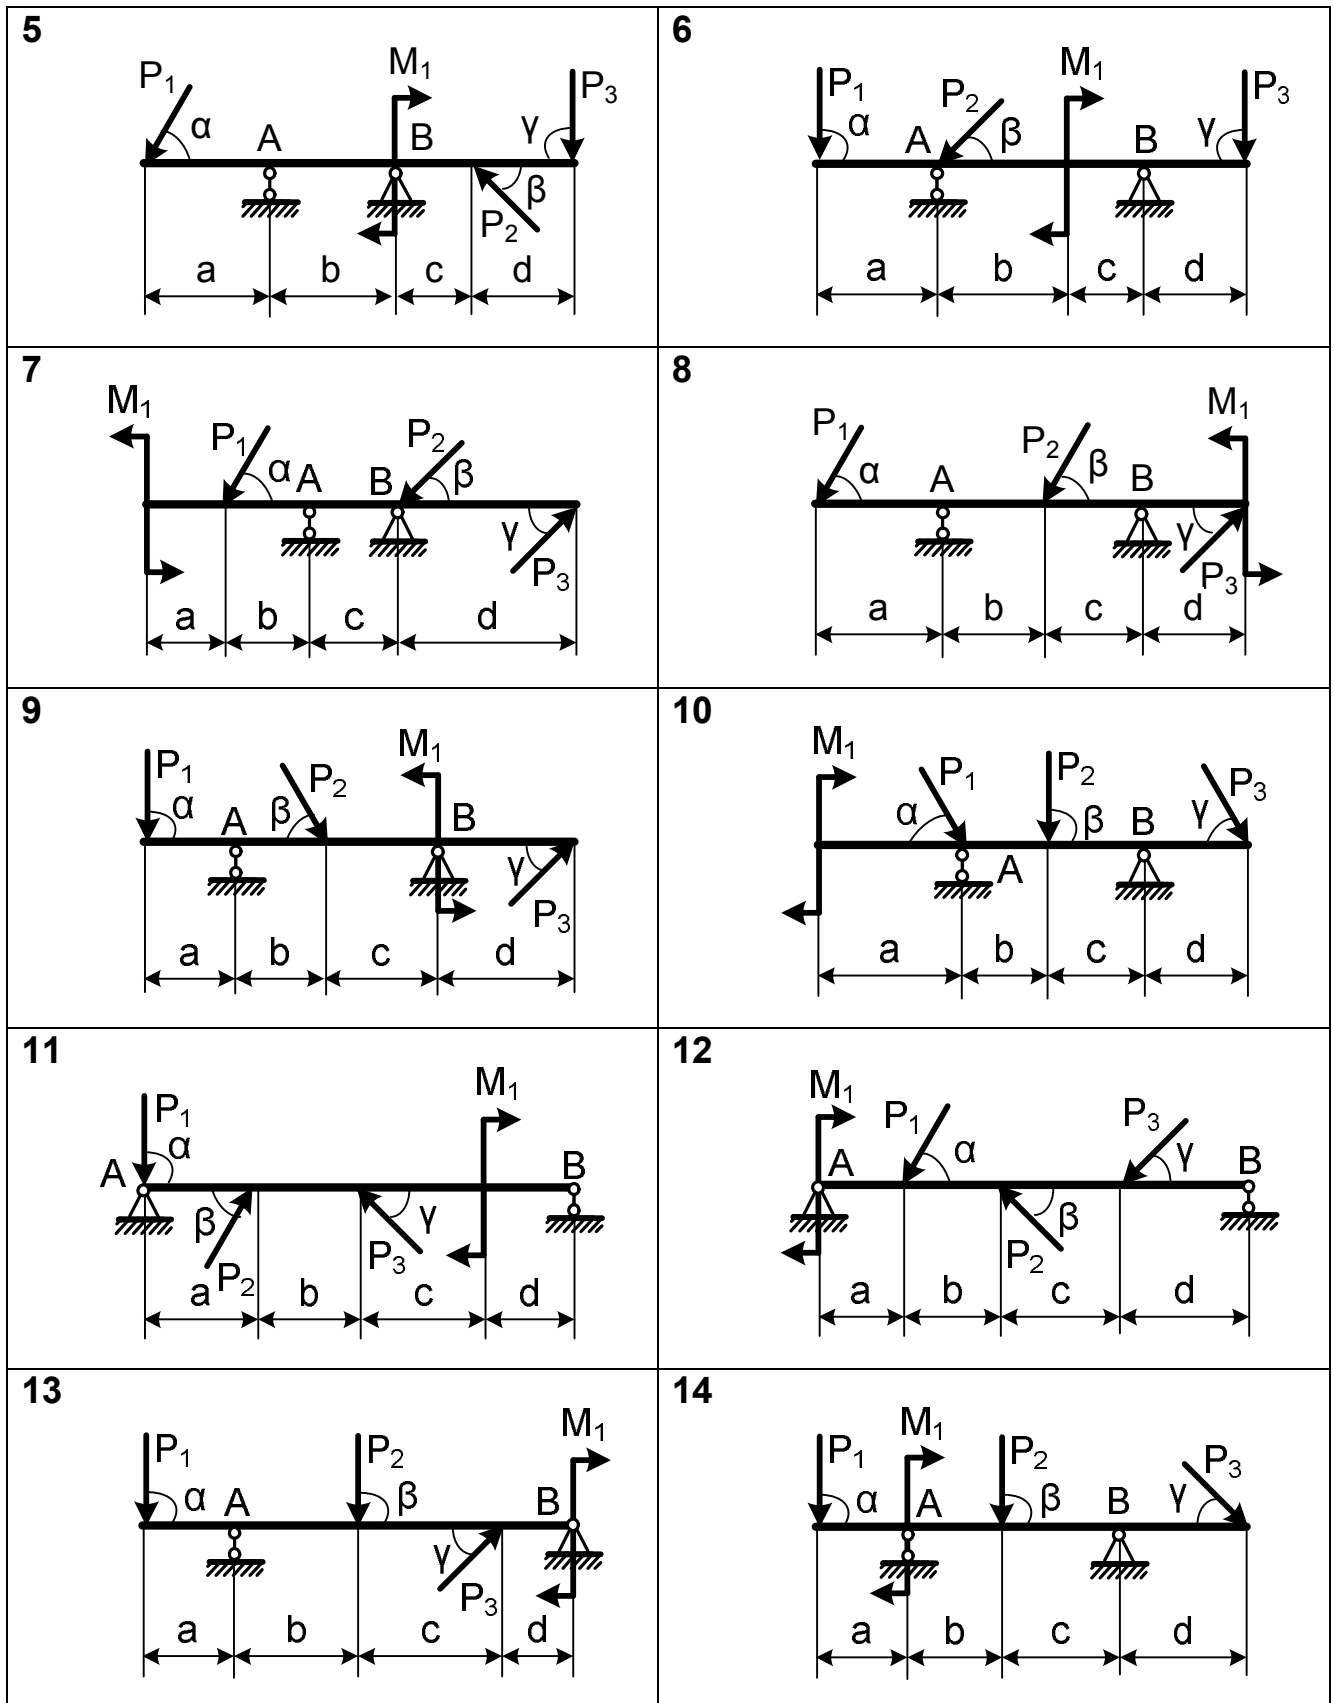 5
P1 α A M1 B γ P3
β P2
a b c d
6
P1 α A P2 β M1 B γ P3
a b c d
7
M1 P1 α A B P2 β
γ P3
a b c d
8
P1 α A P2 β B M1
γ P3
a b c d
9
P1 α A β P2 M1 B
γ P3
a b c d
10
M1 α P1 P2 β B γ P3
A
a b c d
11
P1 α A M1 B
β P2 P3 γ
a b c d
12
M1 A P1 α P3 γ B
P2 β
a b c d
13
P1 α A P2 β B M1
γ P3
a b c d
14
P1 α M1 A P2 β B γ P3
a b c d